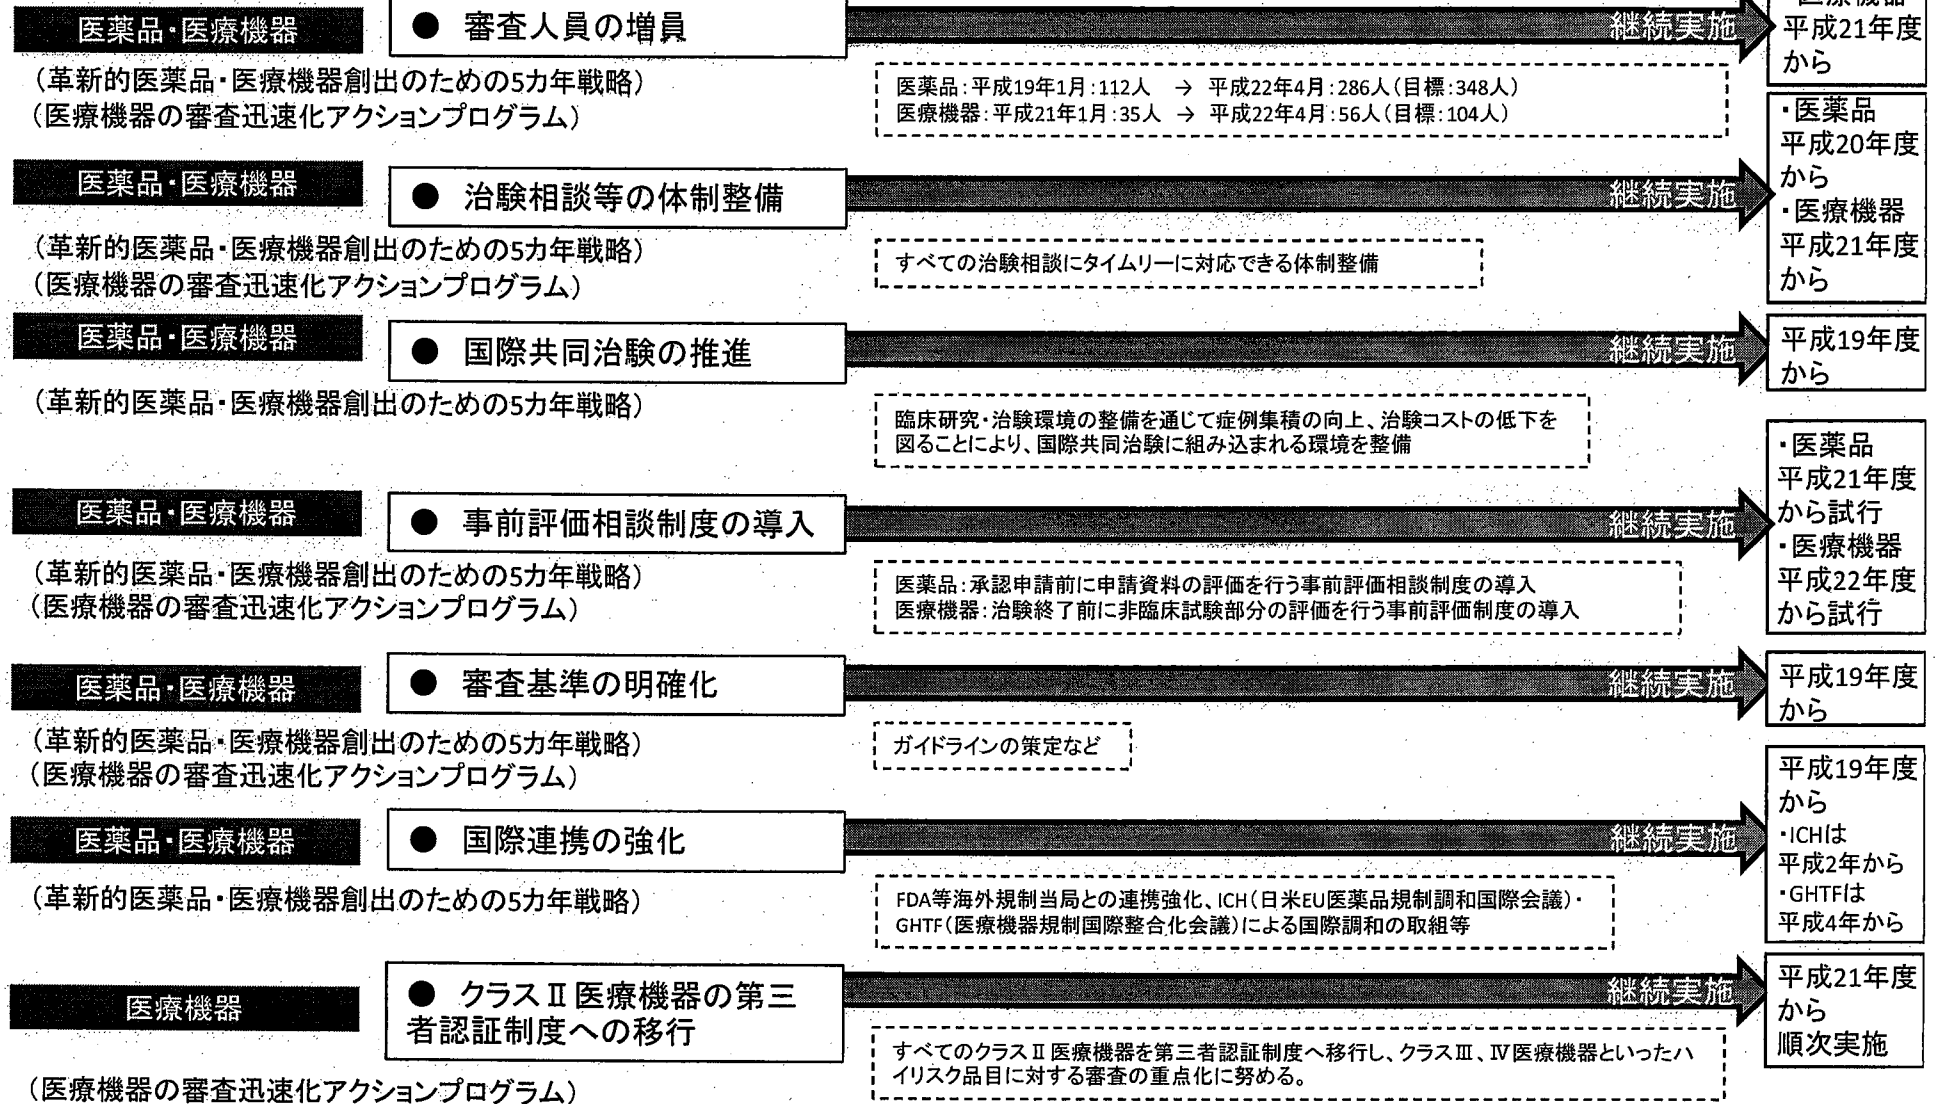 医薬品・医療機器
● 審査人員の増員
継続実施
平成21年度
から
(革新的医薬品・医療機器創出のための5カ年戦略)
(医療機器の審査迅速化アクションプログラム)
医薬品:平成19年1月:112人 → 平成22年4月:286人(目標:348人)
医療機器:平成21年1月:35人 → 平成22年4月:56人(目標:104人)
医薬品・医療機器
● 治験相談等の体制整備
継続実施
・医薬品
平成20年度
から
・医療機器
平成21年度
から
(革新的医薬品・医療機器創出のための5カ年戦略)
(医療機器の審査迅速化アクションプログラム)
すべての治験相談にタイムリーに対応できる体制整備
医薬品・医療機器
● 国際共同治験の推進
継続実施
平成19年度
から
(革新的医薬品・医療機器創出のための5カ年戦略)
臨床研究・治験環境の整備を通じて症例集積の向上、治験コストの低下を
図ることにより、国際共同治験に組み込まれる環境を整備
医薬品・医療機器
● 事前評価相談制度の導入
継続実施
・医薬品
平成21年度
から試行
・医療機器
平成22年度
から試行
(革新的医薬品・医療機器創出のための5カ年戦略)
(医療機器の審査迅速化アクションプログラム)
医薬品:承認申請前に申請資料の評価を行う事前評価相談制度の導入
医療機器:治験終了前に非臨床試験部分の評価を行う事前評価制度の導入
医薬品・医療機器
● 審査基準の明確化
継続実施
平成19年度
から
(革新的医薬品・医療機器創出のための5カ年戦略)
(医療機器の審査迅速化アクションプログラム)
ガイドラインの策定など
医薬品・医療機器
● 国際連携の強化
継続実施
平成19年度
から
・ICHは
平成2年から
・GHTFは
平成4年から
(革新的医薬品・医療機器創出のための5カ年戦略)
FDA等海外規制当局との連携強化、ICH(日米EU医薬品規制調和国際会議)・
GHTF(医療機器規制国際整合化会議)による国際調和の取組等
医療機器
● クラスⅡ医療機器の第三
者認証制度への移行
継続実施
平成21年度
から
順次実施
(医療機器の審査迅速化アクションプログラム)
すべてのクラスⅡ医療機器を第三者認証制度へ移行し、クラスⅢ、Ⅳ医療機器といったハ
イリスク品目に対する審査の重点化に努める。